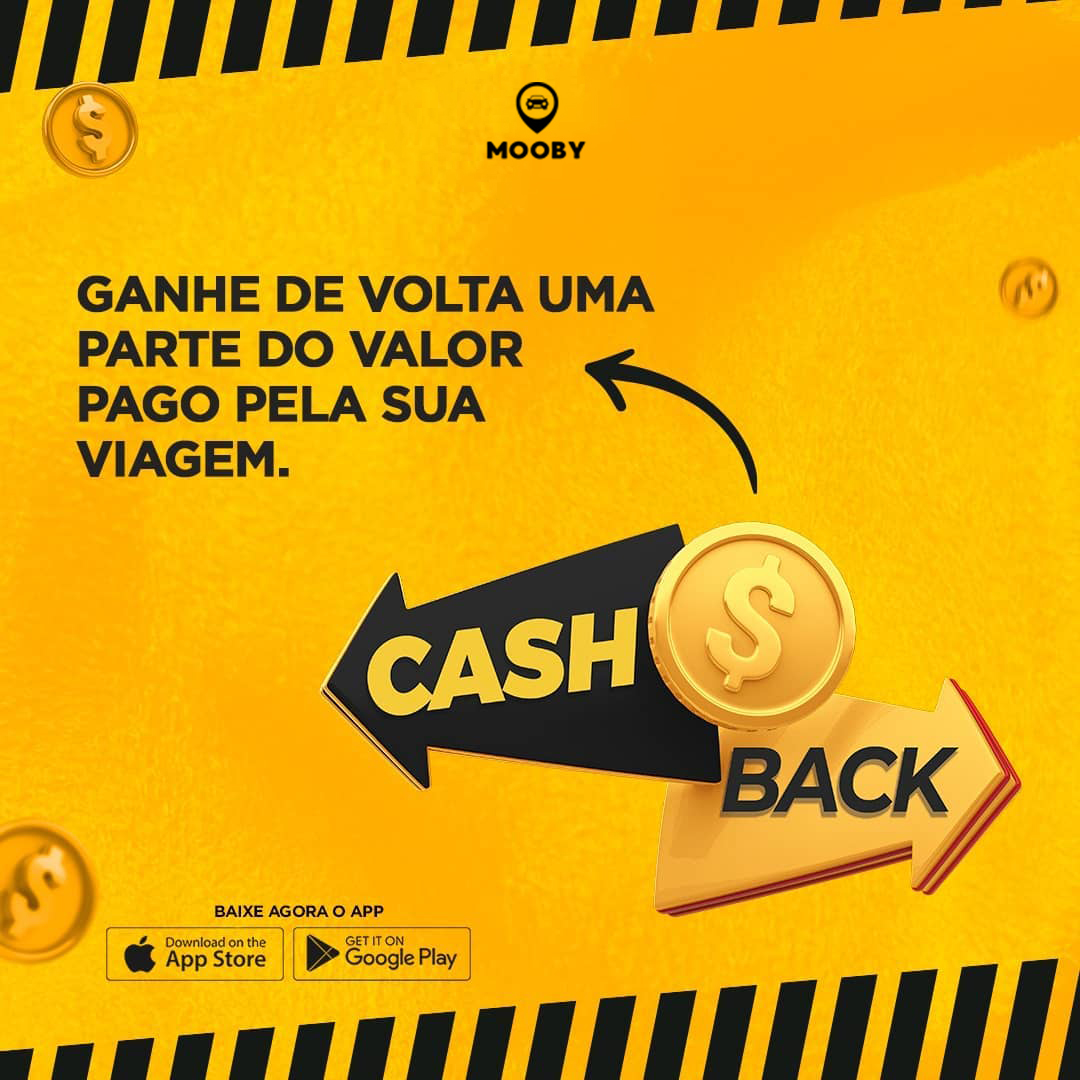 MOOBY
GANHE DE VOLTA UMA
PARTE DO VALOR
PAGO PELA SUA
VIAGEM.
CASH
BACK
BAIXE AGORA O APP
Download on the
App Store
GET IT ON
Google Play